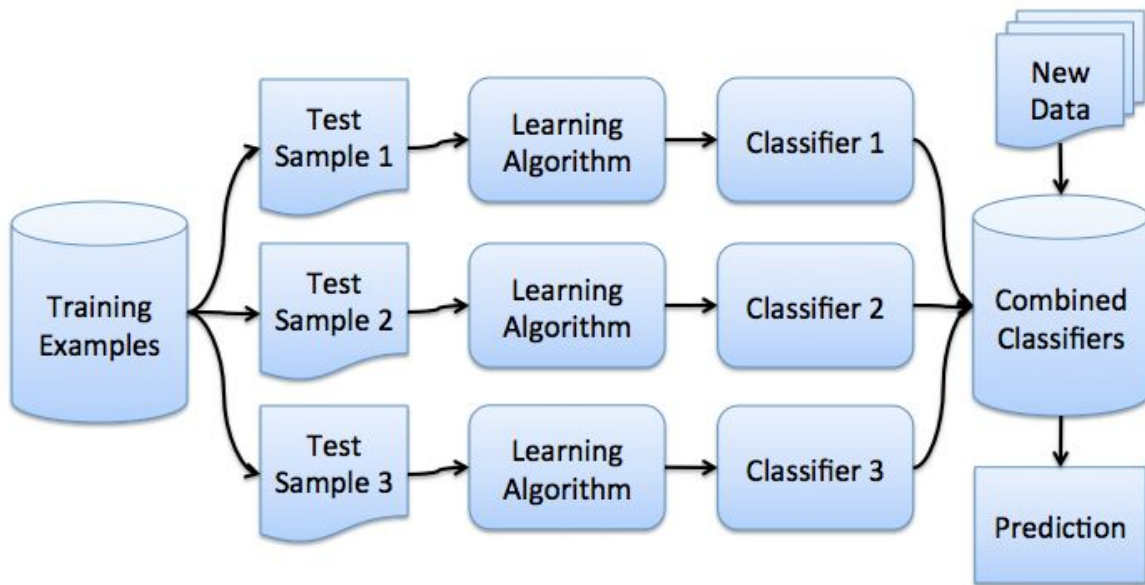 Training
Examples
Test
Sample 1
Learning
Algorithm
Classifier 1
Test
Sample 2
Learning
Algorithm
Classifier 2
Test
Sample 3
Learning
Algorithm
Classifier 3
New
Data
Combined
Classifiers
Prediction